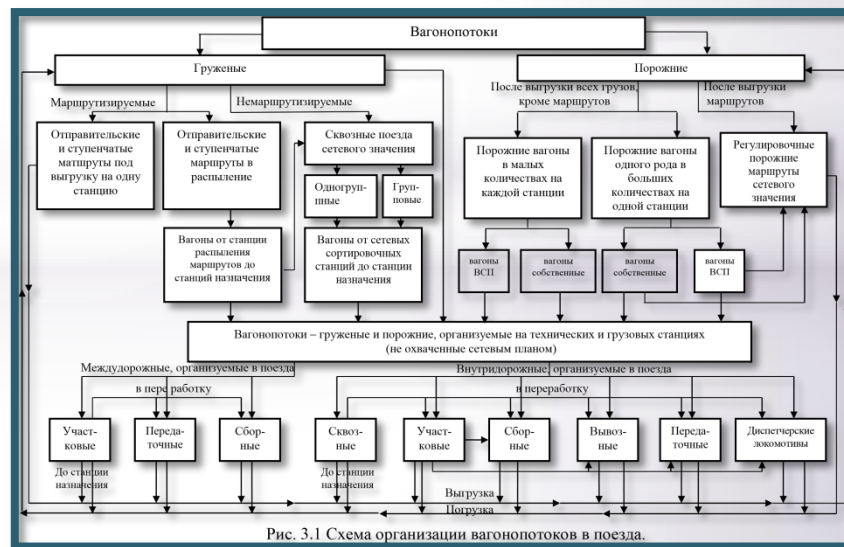 Вагонопотоки
Груженые
Порожние
Маршрутизируемые
Немаршрутизируемые
После выгрузки всех грузов,
кроме маршрутов
После выгрузки
маршрутов
Отправительские
и ступенчатые
матшруты под
выгрузку на одну
станцию
Отправительские
и ступенчатые
маршруты в
распыление
Сквозные поезда
сетевого значения
Одногруп-
пные
Груп-
повые
Порожние вагоны
в малых
количествах на
каждой станции
Порожние вагоны
одного рода в
больших
количествах на
одной станции
Регулировочные
порожние
маршруты
сетевого
значения
Вагоны от станции
распыления
маршрутов до
станций назначения
Вагоны от сетевых
сортировочных
станций до станции
назначения
вагоны
ВСП
вагоны
собственные
вагоны
собственные
вагоны
ВСП
Вагонопотоки – груженые и порожние, организуемые на технических и грузовых станциях
(не охваченные сетевым планом)
Междудорожные, организуемые в поезда
Внутридорожные, организуемые в поезда
в пере работку
в переработку
Участ-
ковые
Переда-
точные
Сбор-
ные
Сквоз-
ные
Участ-
ковые
Сбор-
ные
Вывоз-
ные
Переда-
точные
Диспетчерские
локомотивы
До станции
назначения
До станции
назначения
Выгрузка
Погрузка
Рис. 3.1 Схема организации вагонопотоков в поезда.